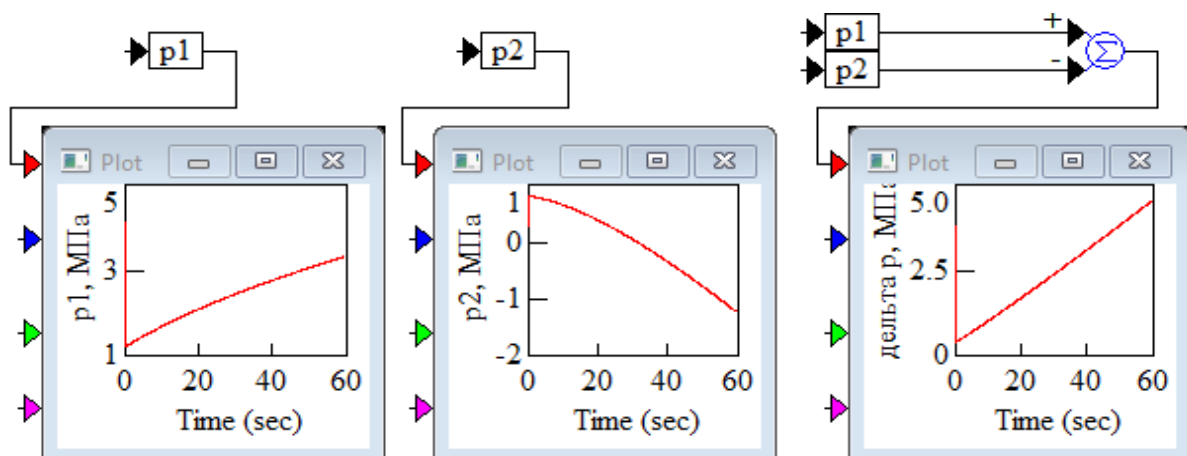 p1
p2
p1
+
p2
-
Σ
Plot
5
3
1
p1, МПа
0 20 40 60
Time (sec)
Plot
1
0
-1
-2
p2, МПа
0 20 40 60
Time (sec)
Plot
5.0
2.5
0
дельта p, МПа
0 20 40 60
Time (sec)